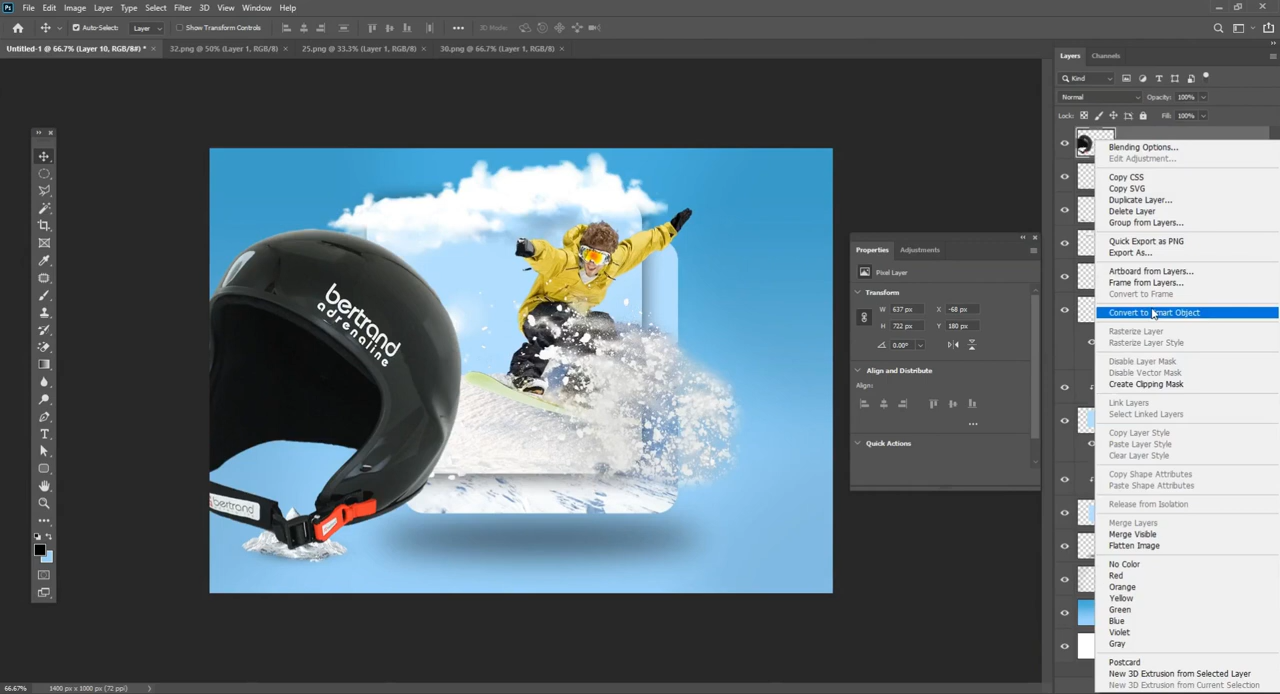 File Edit Image Layer Type Select Filter 3D View Window Help
Auto-Select: Layer Show Transform Controls 3D Mode:
Untitled-1 @ 66.7% (Layer 10, RGB/8#) * 32.png @ 50% (Layer 1, RGB/8) 25.png @ 33.3% (Layer 1, RGB/8) 30.png @ 66.7% (Layer 1, RGB/8)
Layers Channels
Kind
Normal Opacity: 100%
Lock: Fill: 100%
Blending Options...
Edit Adjustment...
Copy CSS
Copy SVG
Duplicate Layer...
Delete Layer
Group from Layers...
Quick Export as PNG
Export As...
Artboard from Layers...
Frame from Layers...
Convert to Frame
Convert to Smart Object
Rasterize Layer
Rasterize Layer Style
Disable Layer Mask
Disable Vector Mask
Create Clipping Mask
Link Layers
Select Linked Layers
Copy Layer Style
Paste Layer Style
Clear Layer Style
Copy Shape Attributes
Paste Shape Attributes
Release from Isolation
Merge Layers
Merge Visible
Flatten Image
No Color
Red
Orange
Yellow
Green
Blue
Violet
Gray
Postcard
New 3D Extrusion from Selected Layer
New 3D Extrusion from Current Selection
Properties Adjustments
Pixel Layer
Transform
W 637 px X -68 px
H 722 px Y 180 px
0.00°
Align and Distribute
Align:
Quick Actions
bertrand
adrenaline
bertrand
66.67% 1400 px x 1000 px (72 ppi)